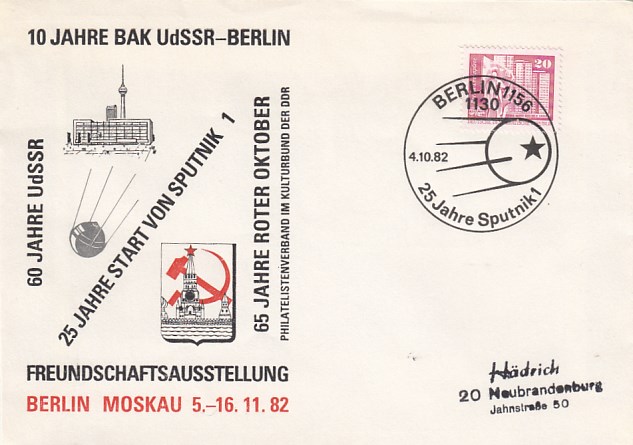 10 JAHRE BAK UdSSR–BERLIN
60 JAHRE UdSSR
25 JAHRE START VON SPUTNIK 1
65 JAHRE ROTER OKTOBER
PHILATELISTENVERBAND IM KULTURBUND DER DDR
FREUNDSCHAFTSAUSSTELLUNG
BERLIN MOSKAU 5.–16.11.82
20
BERLIN 1156
1130
4.10.82
25 Jahre Sputnik 1
Hädrich
20 Neubrandenburg
Jahnstraße 50